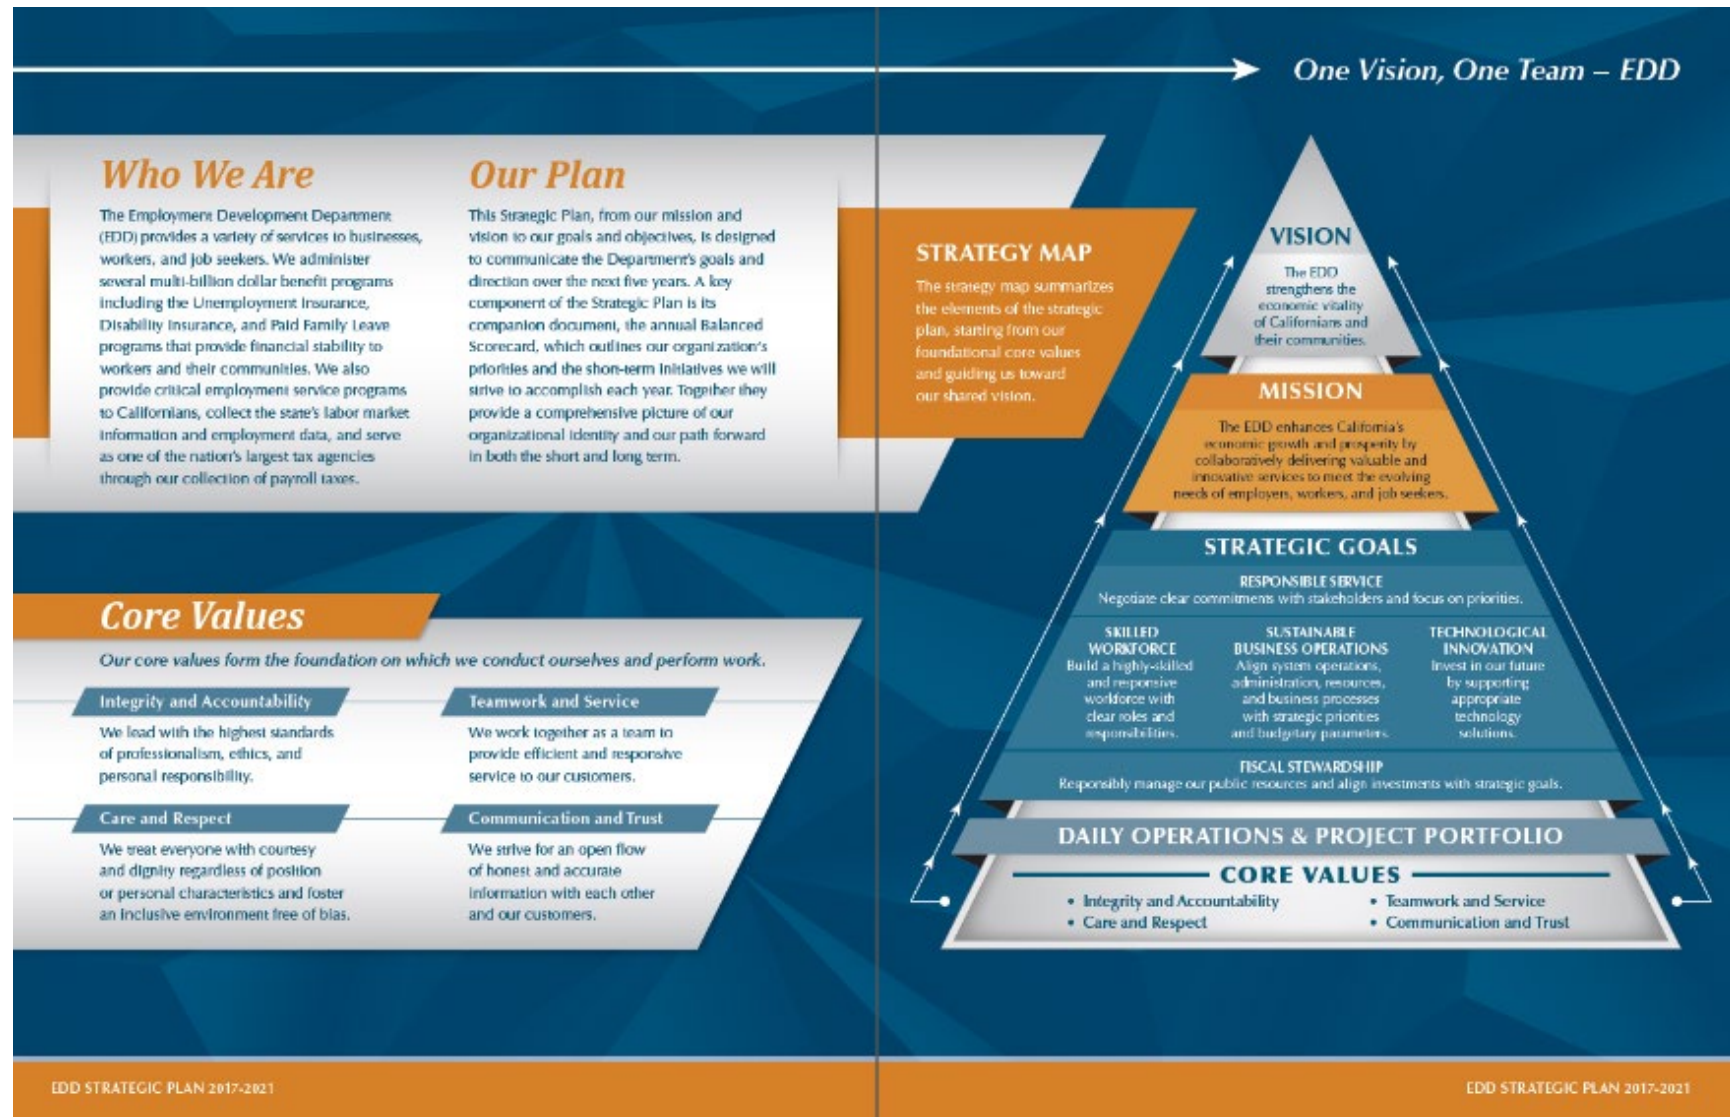 One Vision, One Team – EDD
Who We Are
The Employment Development Department
(EDD) provides a variety of services to businesses,
workers, and job seekers. We administer
several multi-billion dollar benefit programs
including the Unemployment Insurance,
Disability Insurance, and Paid Family Leave
programs that provide financial stability to
workers and their communities. We also
provide critical employment service programs
to Californians, collect the state's labor market
information and employment data, and serve
as one of the nation's largest tax agencies
through our collection of payroll taxes.
Our Plan
This Strategic Plan, from our mission and
vision to our goals and objectives, is designed
to communicate the Department's goals and
direction over the next five years. A key
component of the Strategic Plan is its
companion document, the annual Balanced
Scorecard, which outlines our organization's
priorities and the short-term initiatives we will
strive to accomplish each year. Together they
provide a comprehensive picture of our
organizational identity and our path forward
in both the short and long term.
Core Values
Our core values form the foundation on which we conduct ourselves and perform work.
Integrity and Accountability
We lead with the highest standards
of professionalism, ethics, and
personal responsibility.
Teamwork and Service
We work together as a team to
provide efficient and responsive
service to our customers.
Care and Respect
We treat everyone with courtesy
and dignity regardless of position
or personal characteristics and foster
an inclusive environment free of bias.
Communication and Trust
We strive for an open flow
of honest and accurate
information with each other
and our customers.
STRATEGY MAP
The strategy map summarizes
the elements of the strategic
plan, starting from our
foundational core values
and guiding us toward
our shared vision.
VISION
The EDD
strengthens the
economic vitality
of Californians and
their communities.
MISSION
The EDD enhances California's
economic growth and prosperity by
collaboratively delivering valuable and
innovative services to meet the evolving
needs of employers, workers, and job seekers.
STRATEGIC GOALS
RESPONSIBLE SERVICE
Negotiate clear commitments with stakeholders and focus on priorities.
SKILLED
WORKFORCE
Build a highly-skilled
and responsive
workforce with
clear roles and
responsibilities.
SUSTAINABLE
BUSINESS OPERATIONS
Align system operations,
administration, resources,
and business processes
with strategic priorities
and budgetary parameters.
TECHNOLOGICAL
INNOVATION
Invest in our future
by supporting
appropriate
technology
solutions.
FISCAL STEWARDSHIP
Responsibly manage our public resources and align investments with strategic goals.
DAILY OPERATIONS & PROJECT PORTFOLIO
CORE VALUES
• Integrity and Accountability
• Care and Respect
• Teamwork and Service
• Communication and Trust
EDD STRATEGIC PLAN 2017-2021
EDD STRATEGIC PLAN 2017-2021